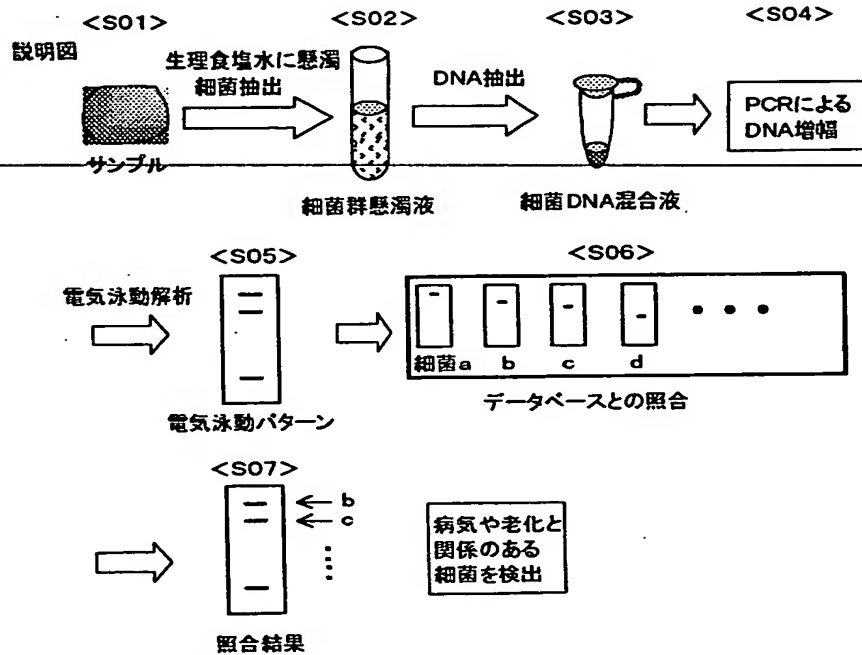 <S01>
<S02>
<S03>
<S04>
説明図
生理食塩水に懸濁
細菌抽出
DNA抽出
PCRによる
DNA増幅
サンプル
細菌群懸濁液
細菌DNA混合液
<S05>
<S06>
電気泳動解析
細菌a
b
c
d
電気泳動パターン
データベースとの照合
<S07>
b
c
病気や老化と
関係のある
細菌を検出
照合結果